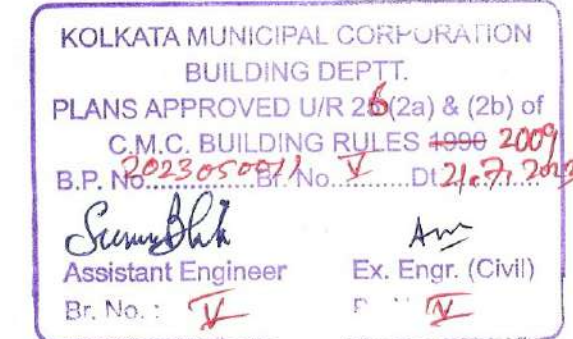 KOLKATA MUNICIPAL CORPORATION
BUILDING DEPTT.
PLANS APPROVED U/R 26(2a) & (2b) of
C.M.C. BUILDING RULES 1990 2009
B.P. No. 2023050011 Br. No. V Dt 21.7.2023
Assistant Engineer Ex. Engr. (Civil)
Br. No. : V V